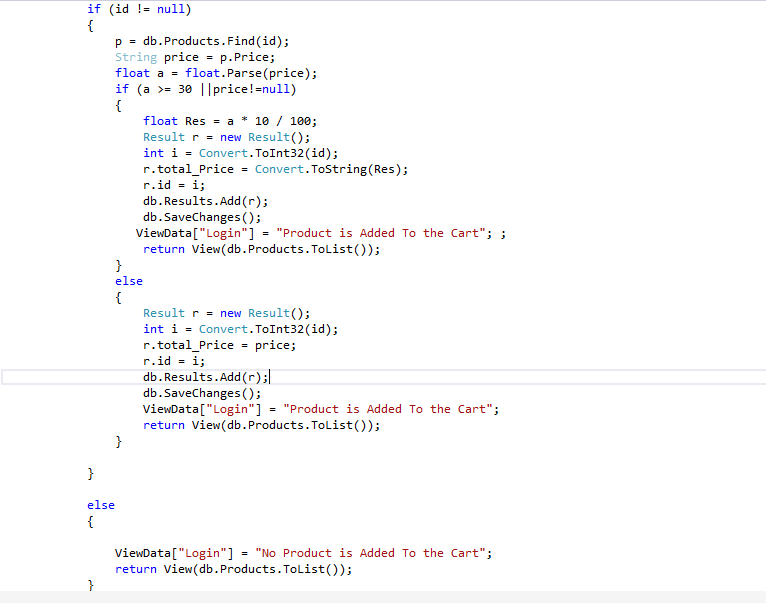 if (id != null)
{
p = db.Products.Find(id);
String price = p.Price;
float a = float.Parse(price);
if (a >= 30 ||price!=null)
{
float Res = a * 10 / 100;
Result r = new Result();
int i = Convert.ToInt32(id);
r.total_Price = Convert.ToString(Res);
r.id = i;
db.Results.Add(r);
db.SaveChanges();
ViewData["Login"] = "Product is Added To the Cart"; ;
return View(db.Products.ToList());
}
else
{
Result r = new Result();
int i = Convert.ToInt32(id);
r.total_Price = price;
r.id = i;
db.Results.Add(r);
db.SaveChanges();
ViewData["Login"] = "Product is Added To the Cart";
return View(db.Products.ToList());
}
}
else
{
ViewData["Login"] = "No Product is Added To the Cart";
return View(db.Products.ToList());
}